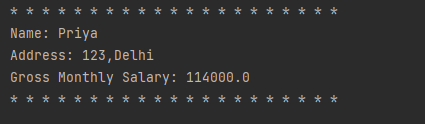 * * * * * * * * * * * * * * * * * * * * *
Name: Priya
Address: 123,Delhi
Gross Monthly Salary: 114000.0
* * * * * * * * * * * * * * * * * * * * *